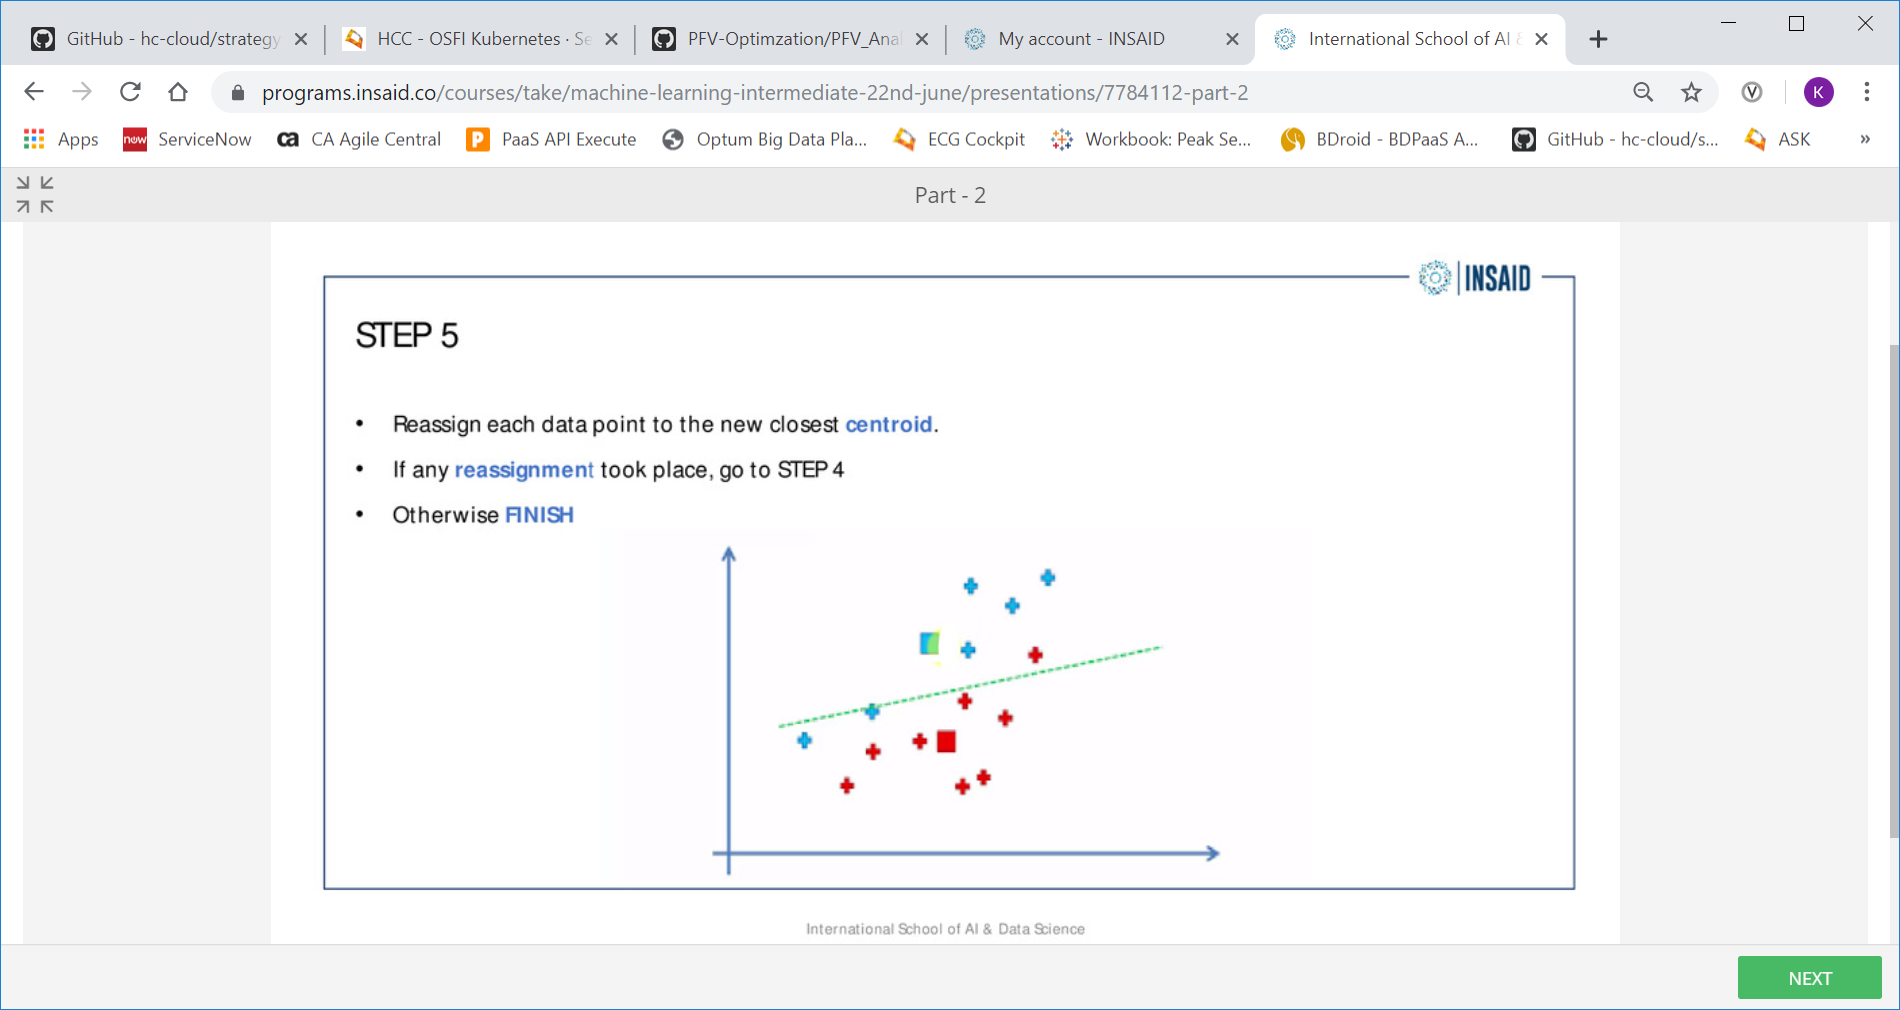 GitHub - hc-cloud/strategy
HCC - OSFI Kubernetes · Se
PFV-Optimzation/PFV_Anal
My account - INSAID
International School of AI &
programs.insaid.co/courses/take/machine-learning-intermediate-22nd-june/presentations/7784112-part-2
K
Apps
now
ServiceNow
ca
CA Agile Central
P
PaaS API Execute
Optum Big Data Pla...
ECG Cockpit
Workbook: Peak Se...
BDroid - BDPaaS A...
GitHub - hc-cloud/s...
ASK
»
Part - 2
INSAID
STEP 5
• Reassign each data point to the new closest centroid.
• If any reassignment took place, go to STEP 4
• Otherwise FINISH
International School of AI & Data Science
NEXT